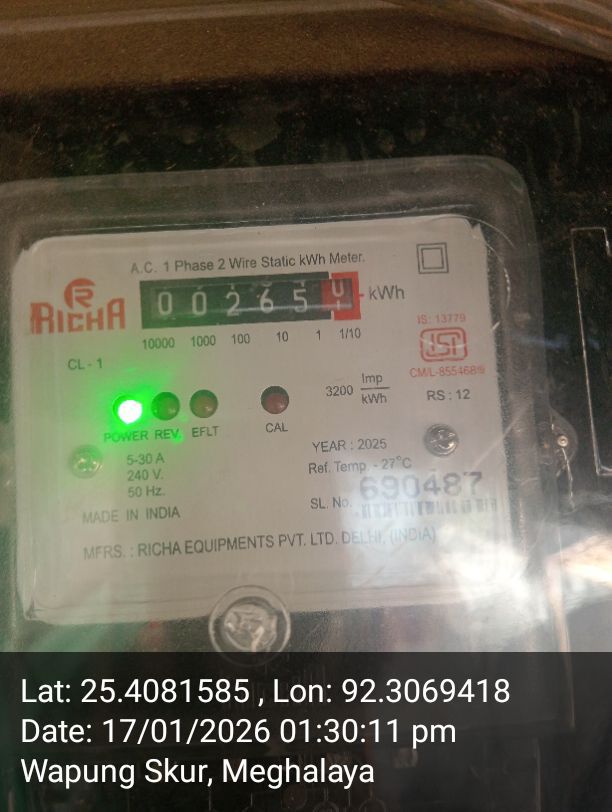 A.C. 1 Phase 2 Wire Static kWh Meter.
RICHA
0 0 2 6 5 kWh
10000 1000 100 10 1 1/10
IS: 13779
ISI
CL - 1
3200 Imp/kWh
RS : 12
POWER REV. EFLT CAL
YEAR : 2025
5-30 A
Ref. Temp. - 27°C
240 V.
50 Hz.
SL. No. 690487
MADE IN INDIA
MFRS. : RICHA EQUIPMENTS PVT. LTD. DELHI, (INDIA)
Lat: 25.4081585 , Lon: 92.3069418
Date: 17/01/2026 01:30:11 pm
Wapung Skur, Meghalaya